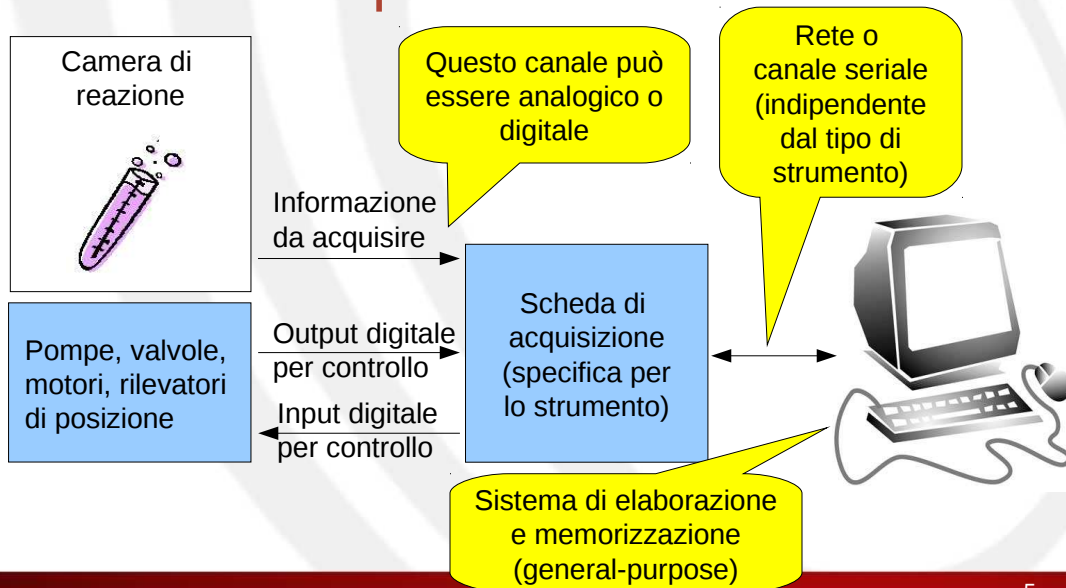 Camera di
reazione
Questo canale può
essere analogico o
digitale
Rete o
canale seriale
(indipendente
dal tipo di
strumento)
Informazione
da acquisire
Pompe, valvole,
motori, rilevatori
di posizione
Output digitale
per controllo
Input digitale
per controllo
Scheda di
acquisizione
(specifica per
lo strumento)
Sistema di elaborazione
e memorizzazione
(general-purpose)
5